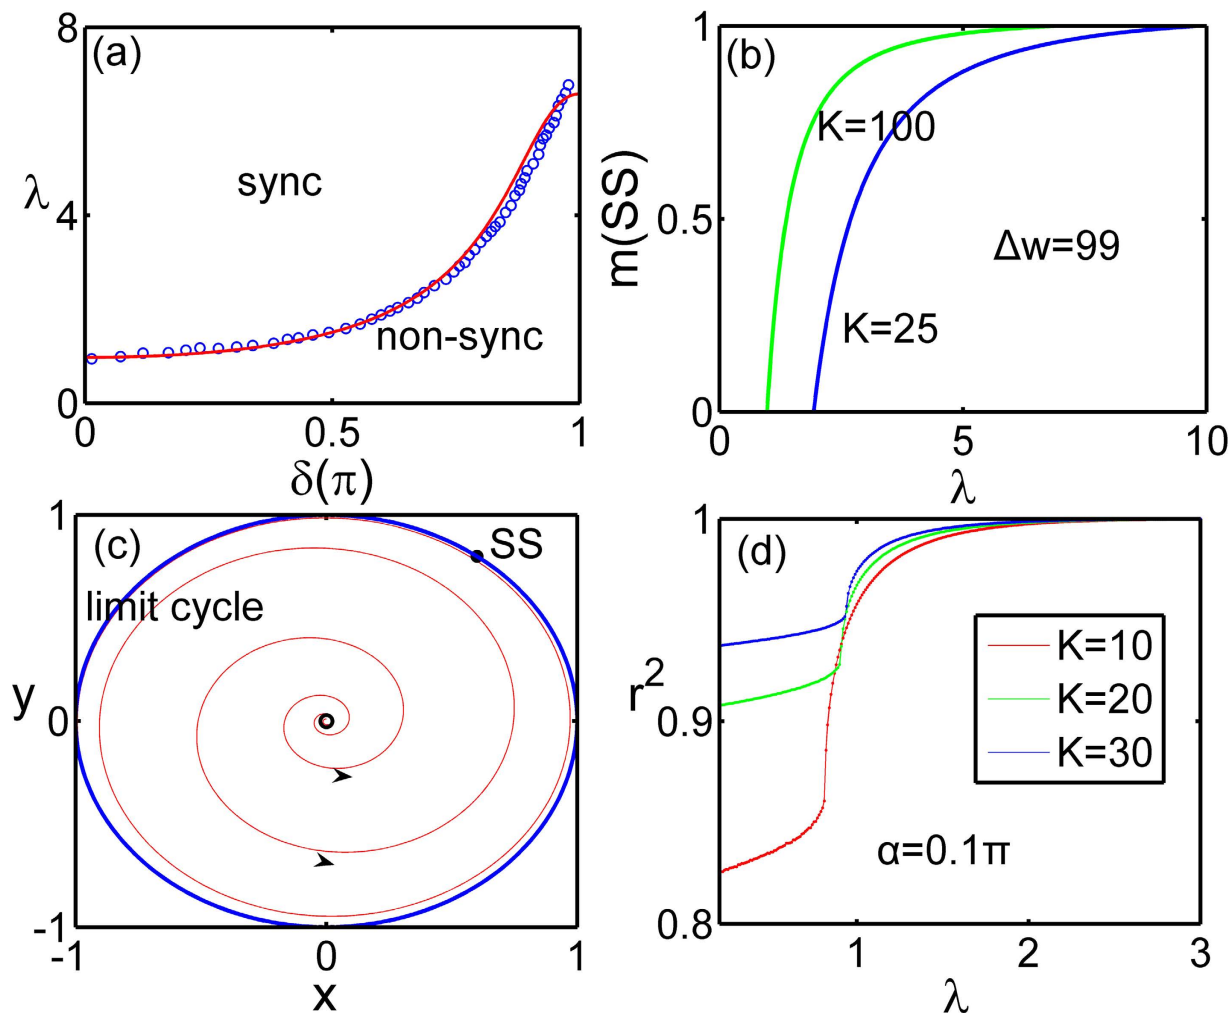 (a)
8
4
0
λ
sync
non-sync
0
0.5
1
δ(π)
(b)
1
0.5
0
m(SS)
K=100
Δw=99
K=25
0
5
10
λ
(c)
1
0
-1
y
SS
limit cycle
-1
0
1
x
(d)
1
0.9
0.8
r²
K=10
K=20
K=30
α=0.1π
1
2
3
λ